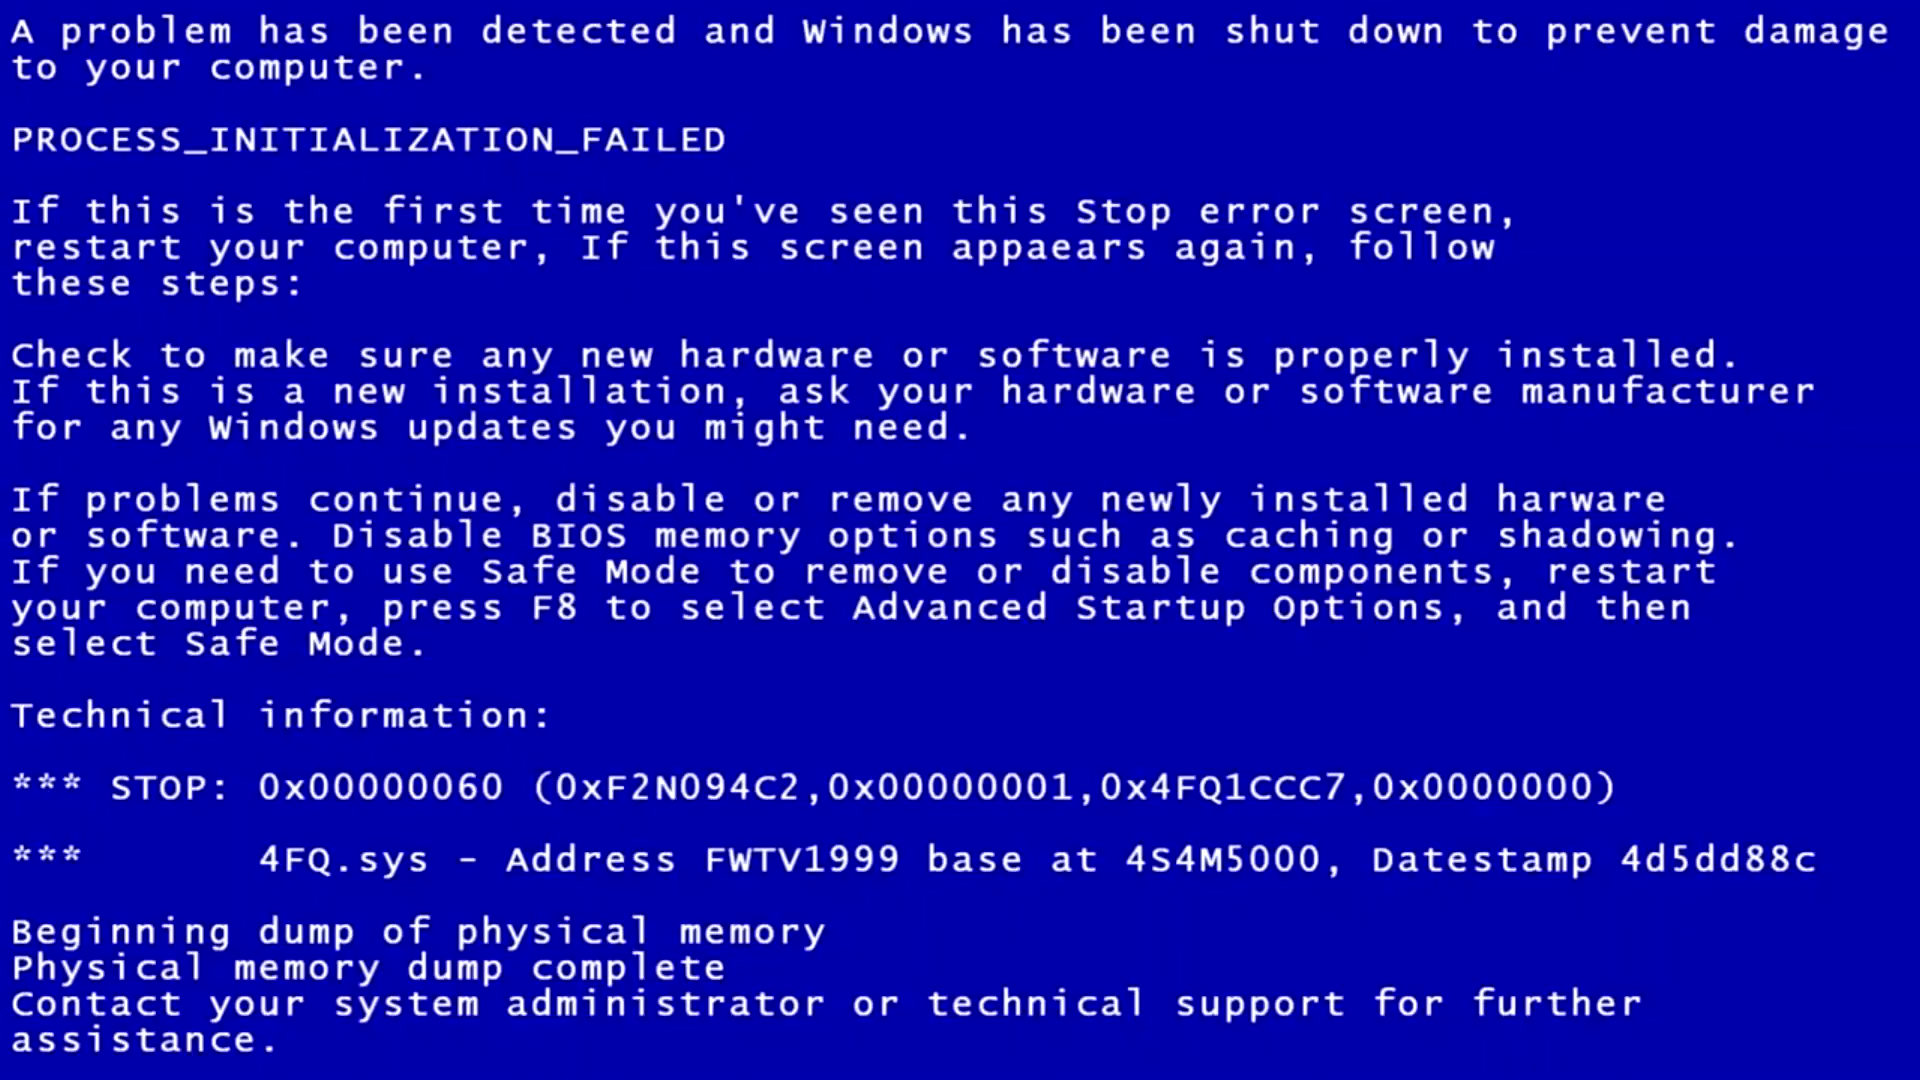 A problem has been detected and Windows has been shut down to prevent damage
to your computer.
PROCESS_INITIALIZATION_FAILED
If this is the first time you've seen this Stop error screen,
restart your computer, If this screen appaears again, follow
these steps:
Check to make sure any new hardware or software is properly installed.
If this is a new installation, ask your hardware or software manufacturer
for any Windows updates you might need.
If problems continue, disable or remove any newly installed harware
or software. Disable BIOS memory options such as caching or shadowing.
If you need to use Safe Mode to remove or disable components, restart
your computer, press F8 to select Advanced Startup Options, and then
select Safe Mode.
Technical information:
*** STOP: 0x00000060 (0xF2N094C2,0x00000001,0x4FQ1CCC7,0x0000000)
*** 4FQ.sys - Address FWTV1999 base at 4S4M5000, Datestamp 4d5dd88c
Beginning dump of physical memory
Physical memory dump complete
Contact your system administrator or technical support for further
assistance.